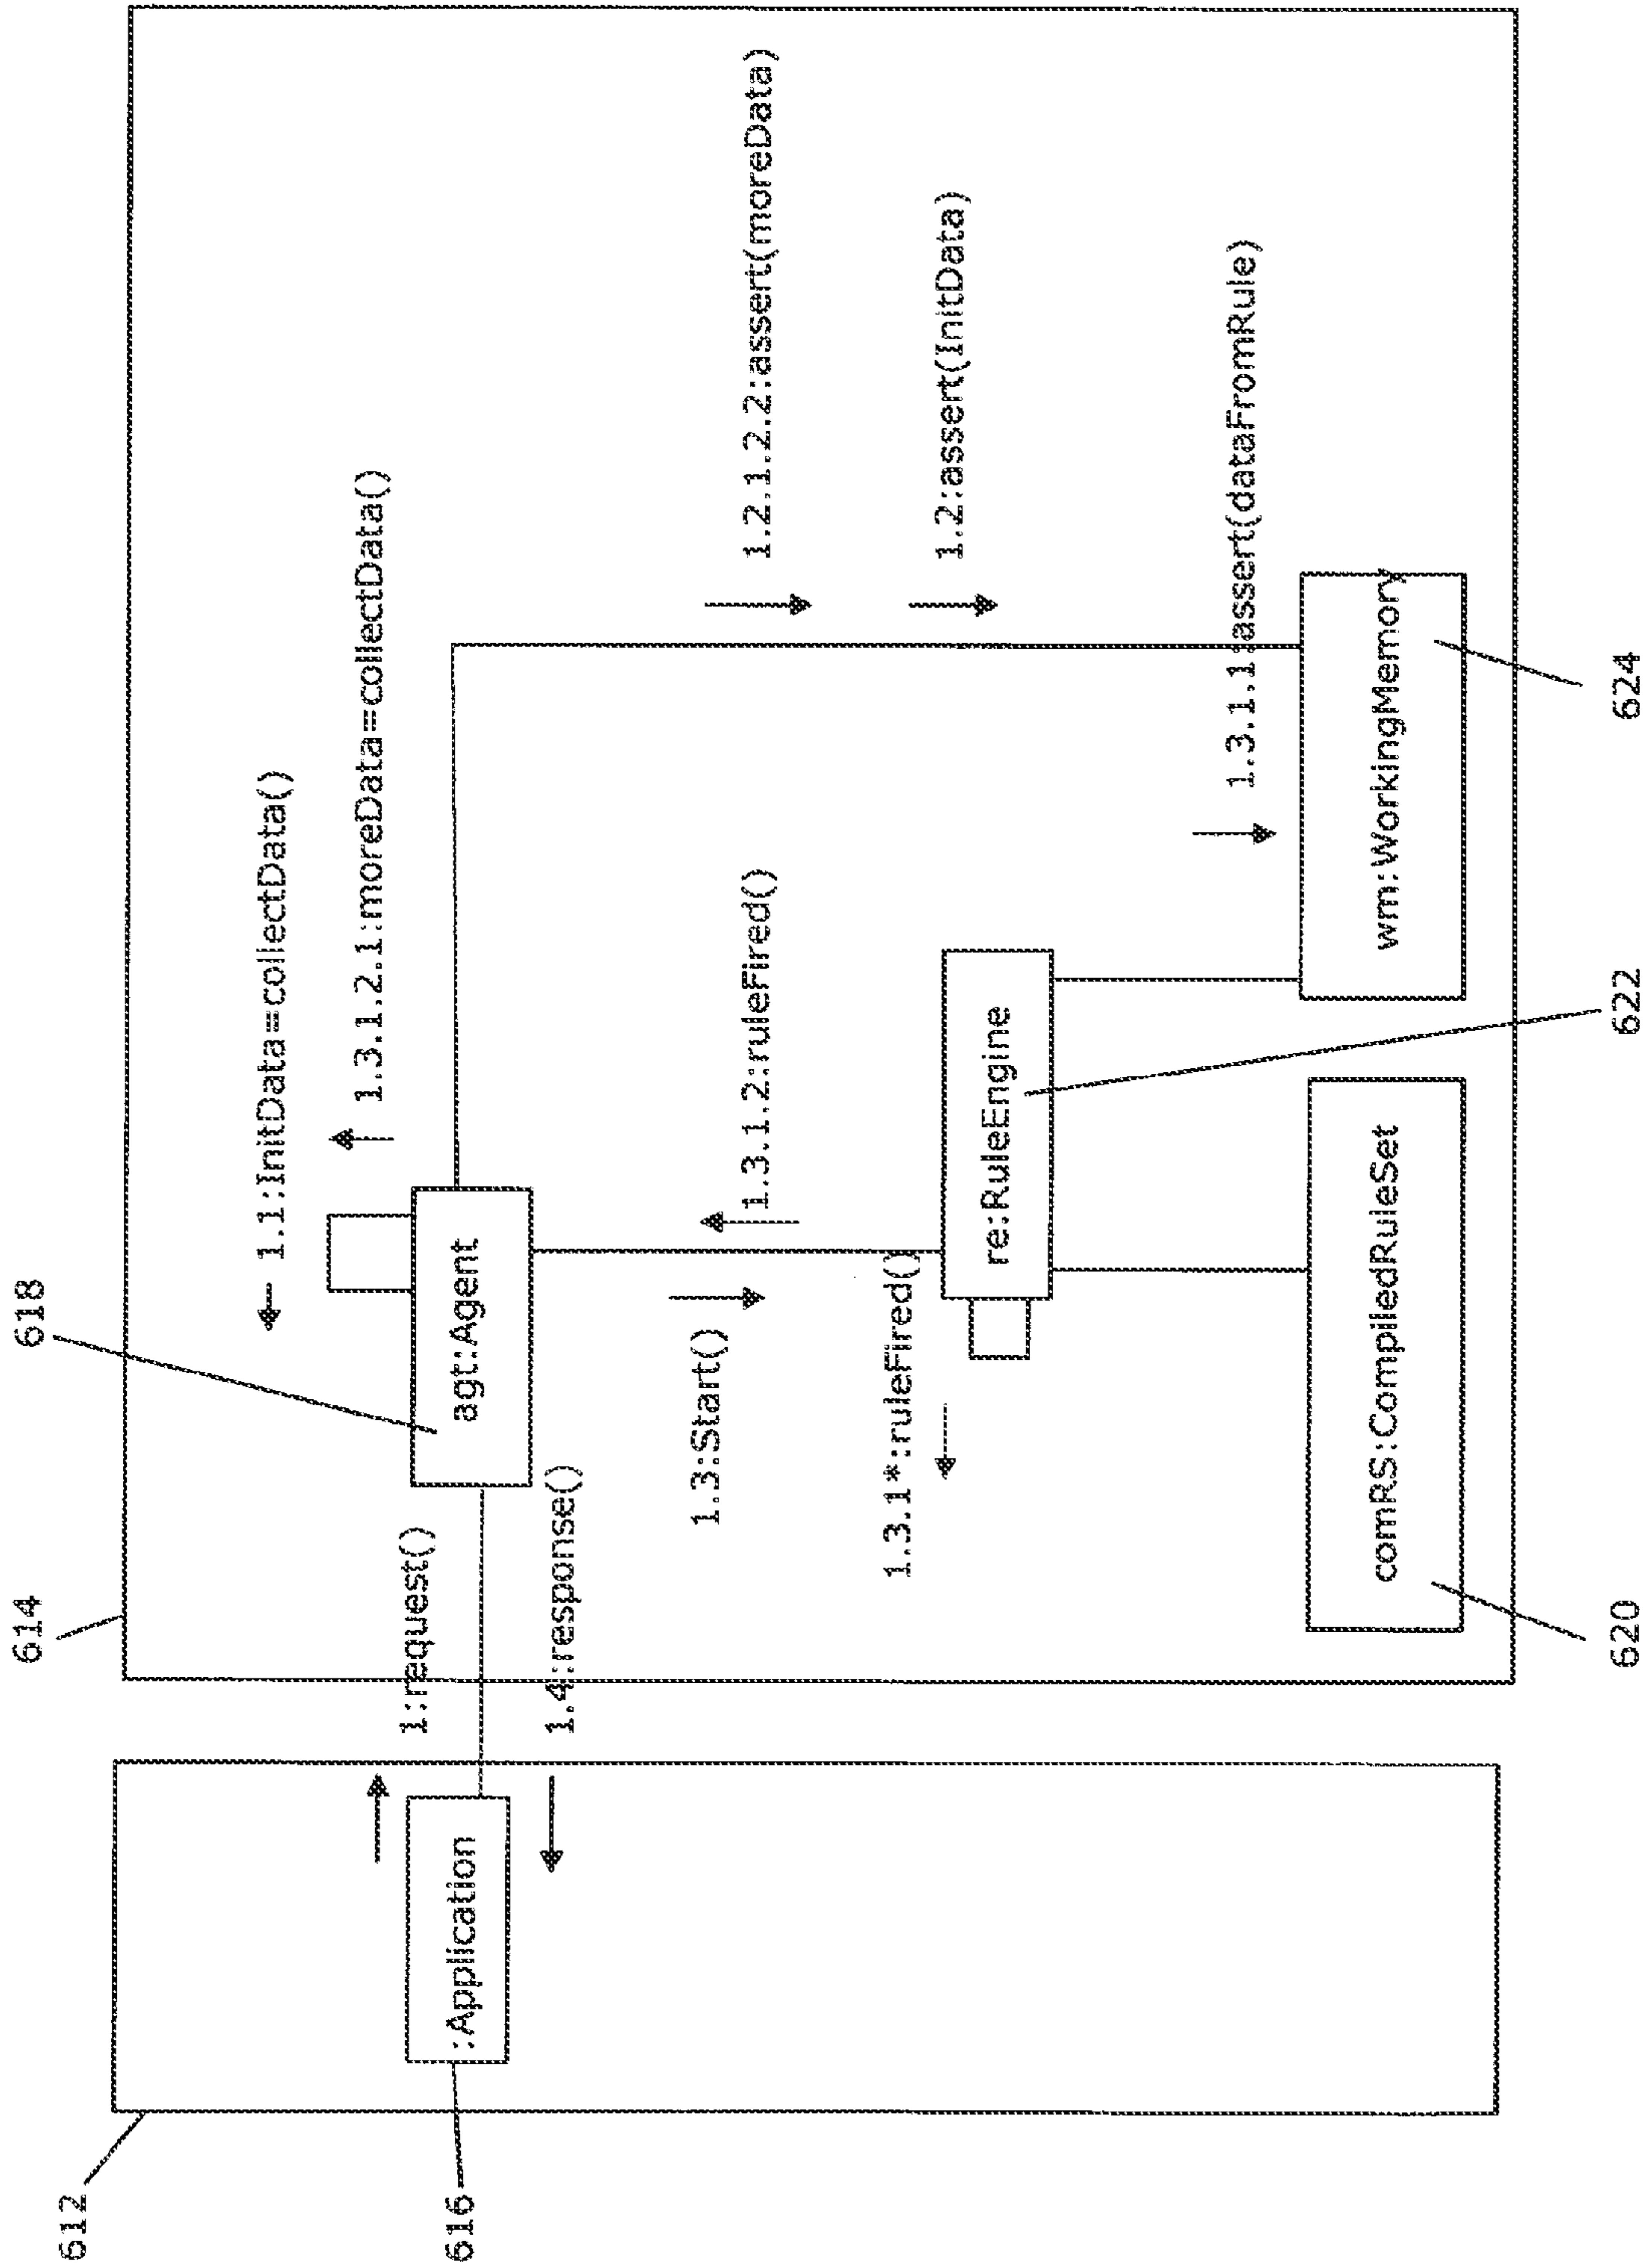 614
618
612
1.1:InitData=collectData()
1.3.1.2.1:moreData=collectData()
1:request()
616
:Application
agt:Agent
1.4:response()
1.3:Start()
1.3.1.2:ruleFired()
1.2.1.2.2:assert(moreData)
1.3.1*:ruleFired()
1.2:assert(InitData)
re:RuleEngine
1.3.1.1:assert(dataFromRule)
comRS:CompiledRuleSet
wm:WorkingMemory
620
622
624